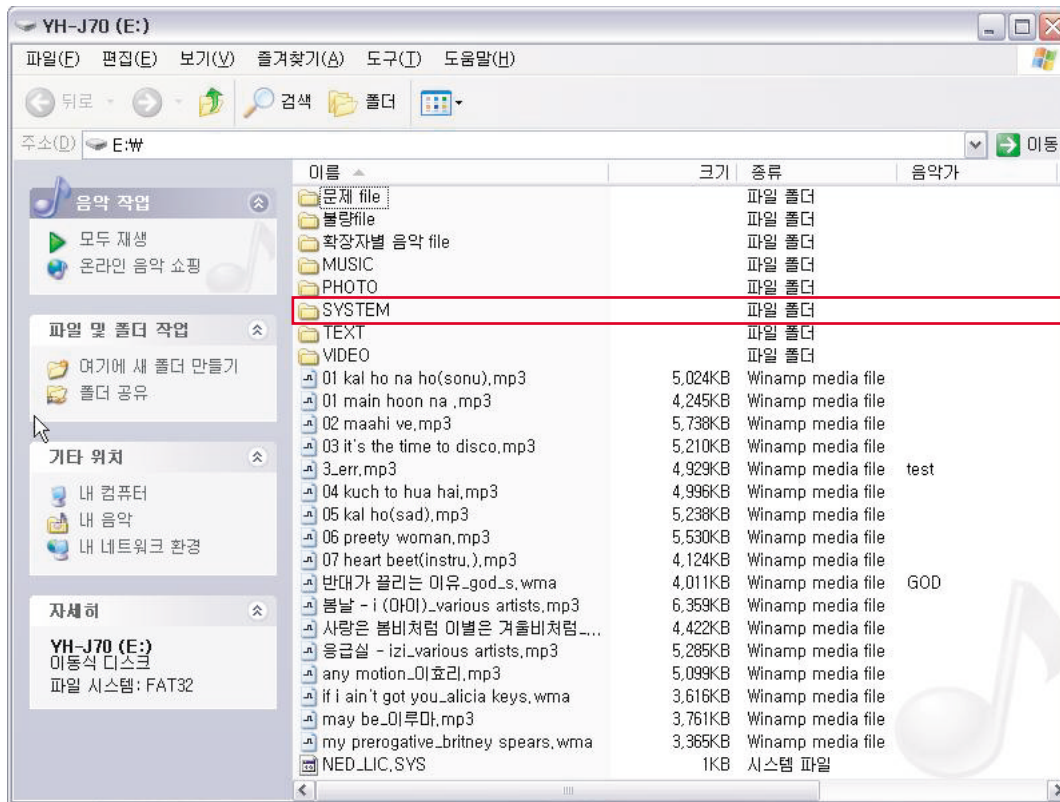 YH-J70 (E:)
파일(F) 편집(E) 보기(V) 즐겨찾기(A) 도구(T) 도움말(H)
뒤로 검색 폴더
주소(D) E:₩ 이동
음악 작업
모두 재생
온라인 음악 쇼핑
파일 및 폴더 작업
여기에 새 폴더 만들기
폴더 공유
기타 위치
내 컴퓨터
내 음악
내 네트워크 환경
자세히
YH-J70 (E:)
이동식 디스크
파일 시스템: FAT32
이름 크기 종류 음악가
문제 file 파일 폴더
불량file 파일 폴더
확장자별 음악 file 파일 폴더
MUSIC 파일 폴더
PHOTO 파일 폴더
SYSTEM 파일 폴더
TEXT 파일 폴더
VIDEO 파일 폴더
01 kal ho na ho(sonu).mp3 5,024KB Winamp media file
01 main hoon na .mp3 4,245KB Winamp media file
02 maahi ve.mp3 5,738KB Winamp media file
03 it's the time to disco.mp3 5,210KB Winamp media file
3_err.mp3 4,929KB Winamp media file test
04 kuch to hua hai.mp3 4,996KB Winamp media file
05 kal ho(sad).mp3 5,238KB Winamp media file
06 preety woman.mp3 5,530KB Winamp media file
07 heart beet(instru.).mp3 4,124KB Winamp media file
반대가 끌리는 이유_god_s.wma 4,011KB Winamp media file GOD
봄날 - i (아이)_various artists.mp3 6,359KB Winamp media file
사랑은 봄비처럼 이별은 겨울비처럼_... 4,422KB Winamp media file
응급실 - izi_various artists.mp3 5,285KB Winamp media file
any motion_이효리.mp3 5,099KB Winamp media file
if i ain't got you_alicia keys.wma 3,616KB Winamp media file
may be_이루마.mp3 3,761KB Winamp media file
my prerogative_britney spears.wma 3,365KB Winamp media file
NED_LIC.SYS 1KB 시스템 파일